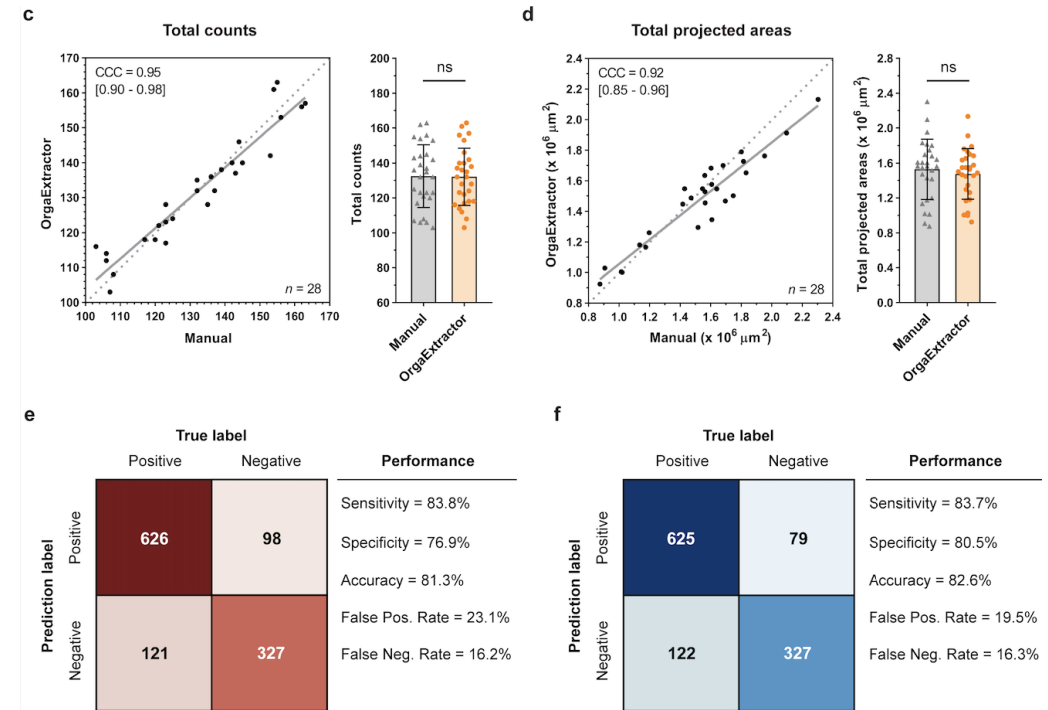 c
Total counts
OrgaExtractor
170
160
150
140
130
120
110
100
CCC = 0.95
[0.90 - 0.98]
n = 28
100 110 120 130 140 150 160 170
Manual
Total counts
200
180
160
140
120
100
80
60
ns
Manual
OrgaExtractor
d
Total projected areas
OrgaExtractor (x 10⁶ µm²)
2.4
2.2
2.0
1.8
1.6
1.4
1.2
1.0
0.8
CCC = 0.92
[0.85 - 0.96]
n = 28
0.8 1.0 1.2 1.4 1.6 1.8 2.0 2.2 2.4
Manual (x 10⁶ µm²)
Total projected areas (x 10⁶ µm²)
2.8
2.4
2.0
1.6
1.2
0.8
0.4
0.0
ns
Manual
OrgaExtractor
e
True label
Positive Negative
Prediction label
Positive
Negative
626 98
121 327
Performance
Sensitivity = 83.8%
Specificity = 76.9%
Accuracy = 81.3%
False Pos. Rate = 23.1%
False Neg. Rate = 16.2%
f
True label
Positive Negative
Prediction label
Positive
Negative
625 79
122 327
Performance
Sensitivity = 83.7%
Specificity = 80.5%
Accuracy = 82.6%
False Pos. Rate = 19.5%
False Neg. Rate = 16.3%